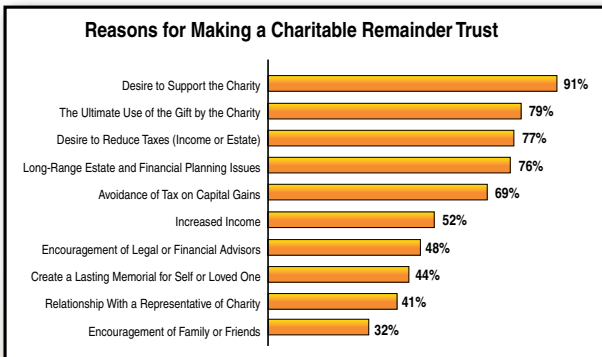 Reasons for Making a Charitable Remainder Trust
Desire to Support the Charity 91%
The Ultimate Use of the Gift by the Charity 79%
Desire to Reduce Taxes (Income or Estate) 77%
Long-Range Estate and Financial Planning Issues 76%
Avoidance of Tax on Capital Gains 69%
Increased Income 52%
Encouragement of Legal or Financial Advisors 48%
Create a Lasting Memorial for Self or Loved One 44%
Relationship With a Representative of Charity 41%
Encouragement of Family or Friends 32%